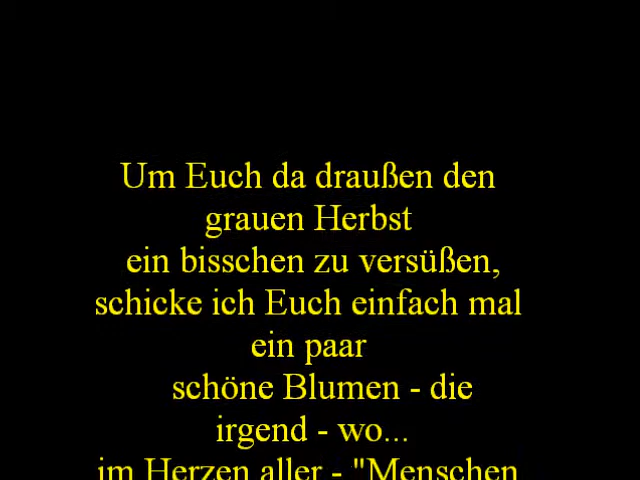 Um Euch da draußen den
grauen Herbst
ein bisschen zu versüßen,
schicke ich Euch einfach mal
ein paar
schöne Blumen - die
irgend - wo...
im Herzen aller - "Menschen